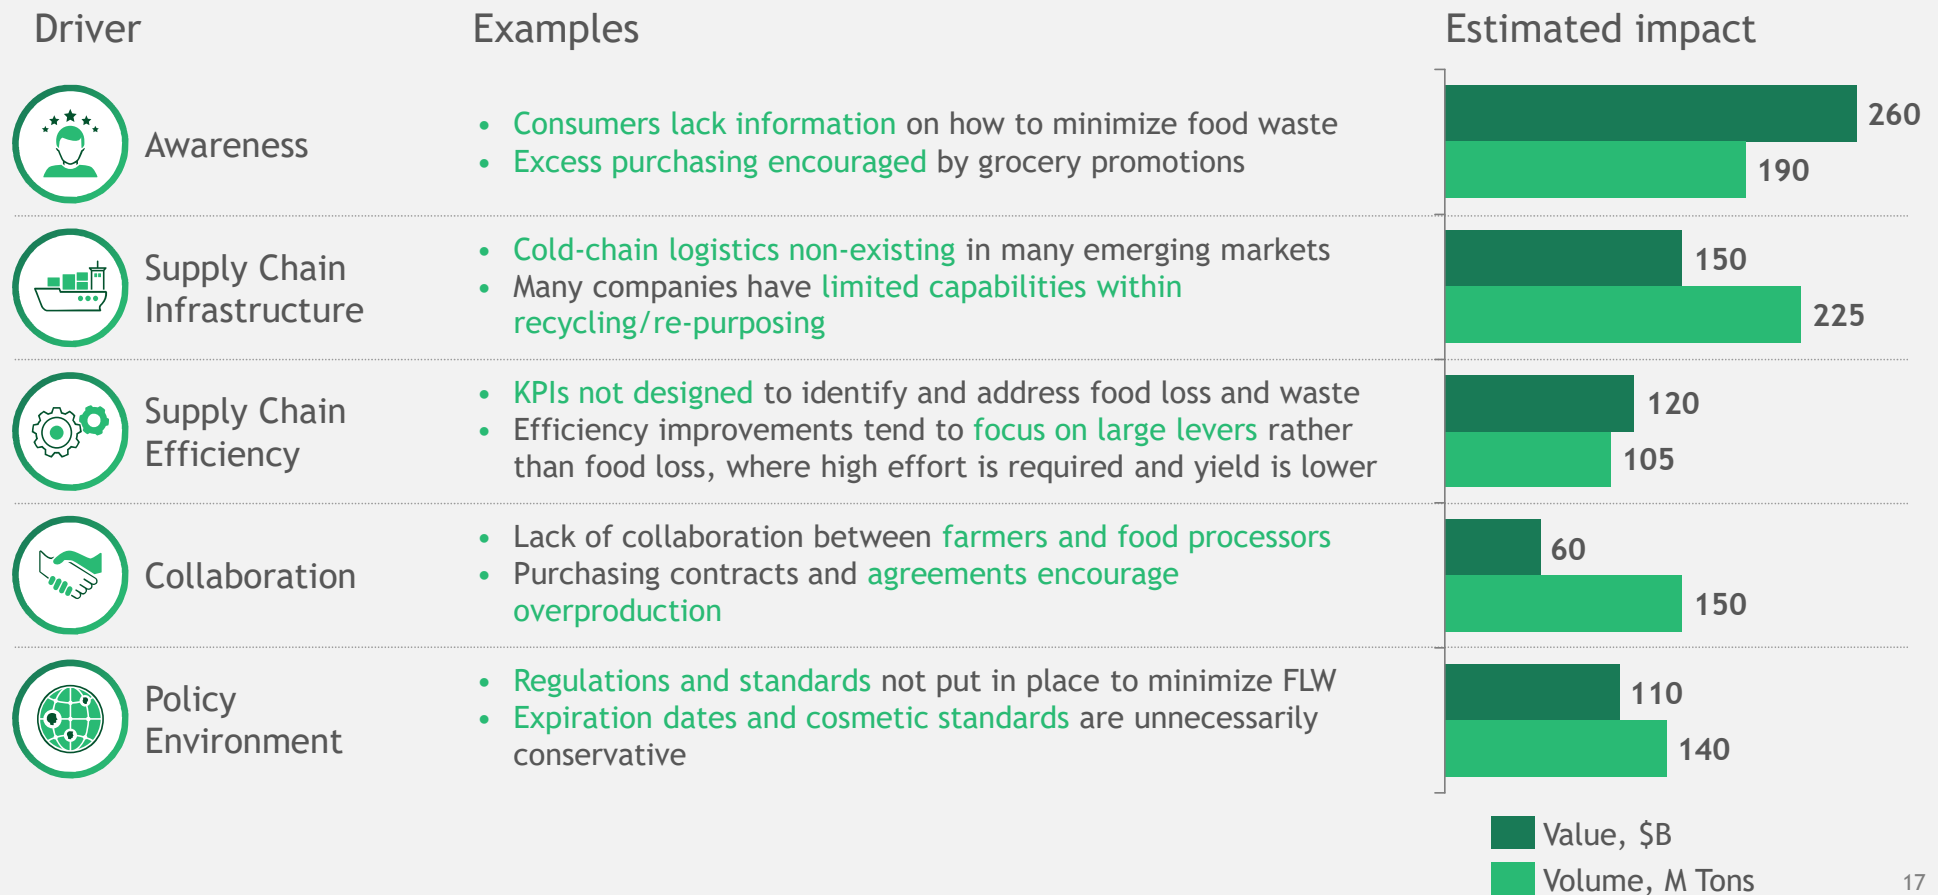 Driver
Examples
Estimated impact
Awareness
• Consumers lack information on how to minimize food waste
• Excess purchasing encouraged by grocery promotions
260
190
Supply Chain
Infrastructure
• Cold-chain logistics non-existing in many emerging markets
• Many companies have limited capabilities within
recycling/re-purposing
150
225
Supply Chain
Efficiency
• KPIs not designed to identify and address food loss and waste
• Efficiency improvements tend to focus on large levers rather
than food loss, where high effort is required and yield is lower
120
105
Collaboration
• Lack of collaboration between farmers and food processors
• Purchasing contracts and agreements encourage
overproduction
60
150
Policy
Environment
• Regulations and standards not put in place to minimize FLW
• Expiration dates and cosmetic standards are unnecessarily
conservative
110
140
Value, $B
Volume, M Tons
17